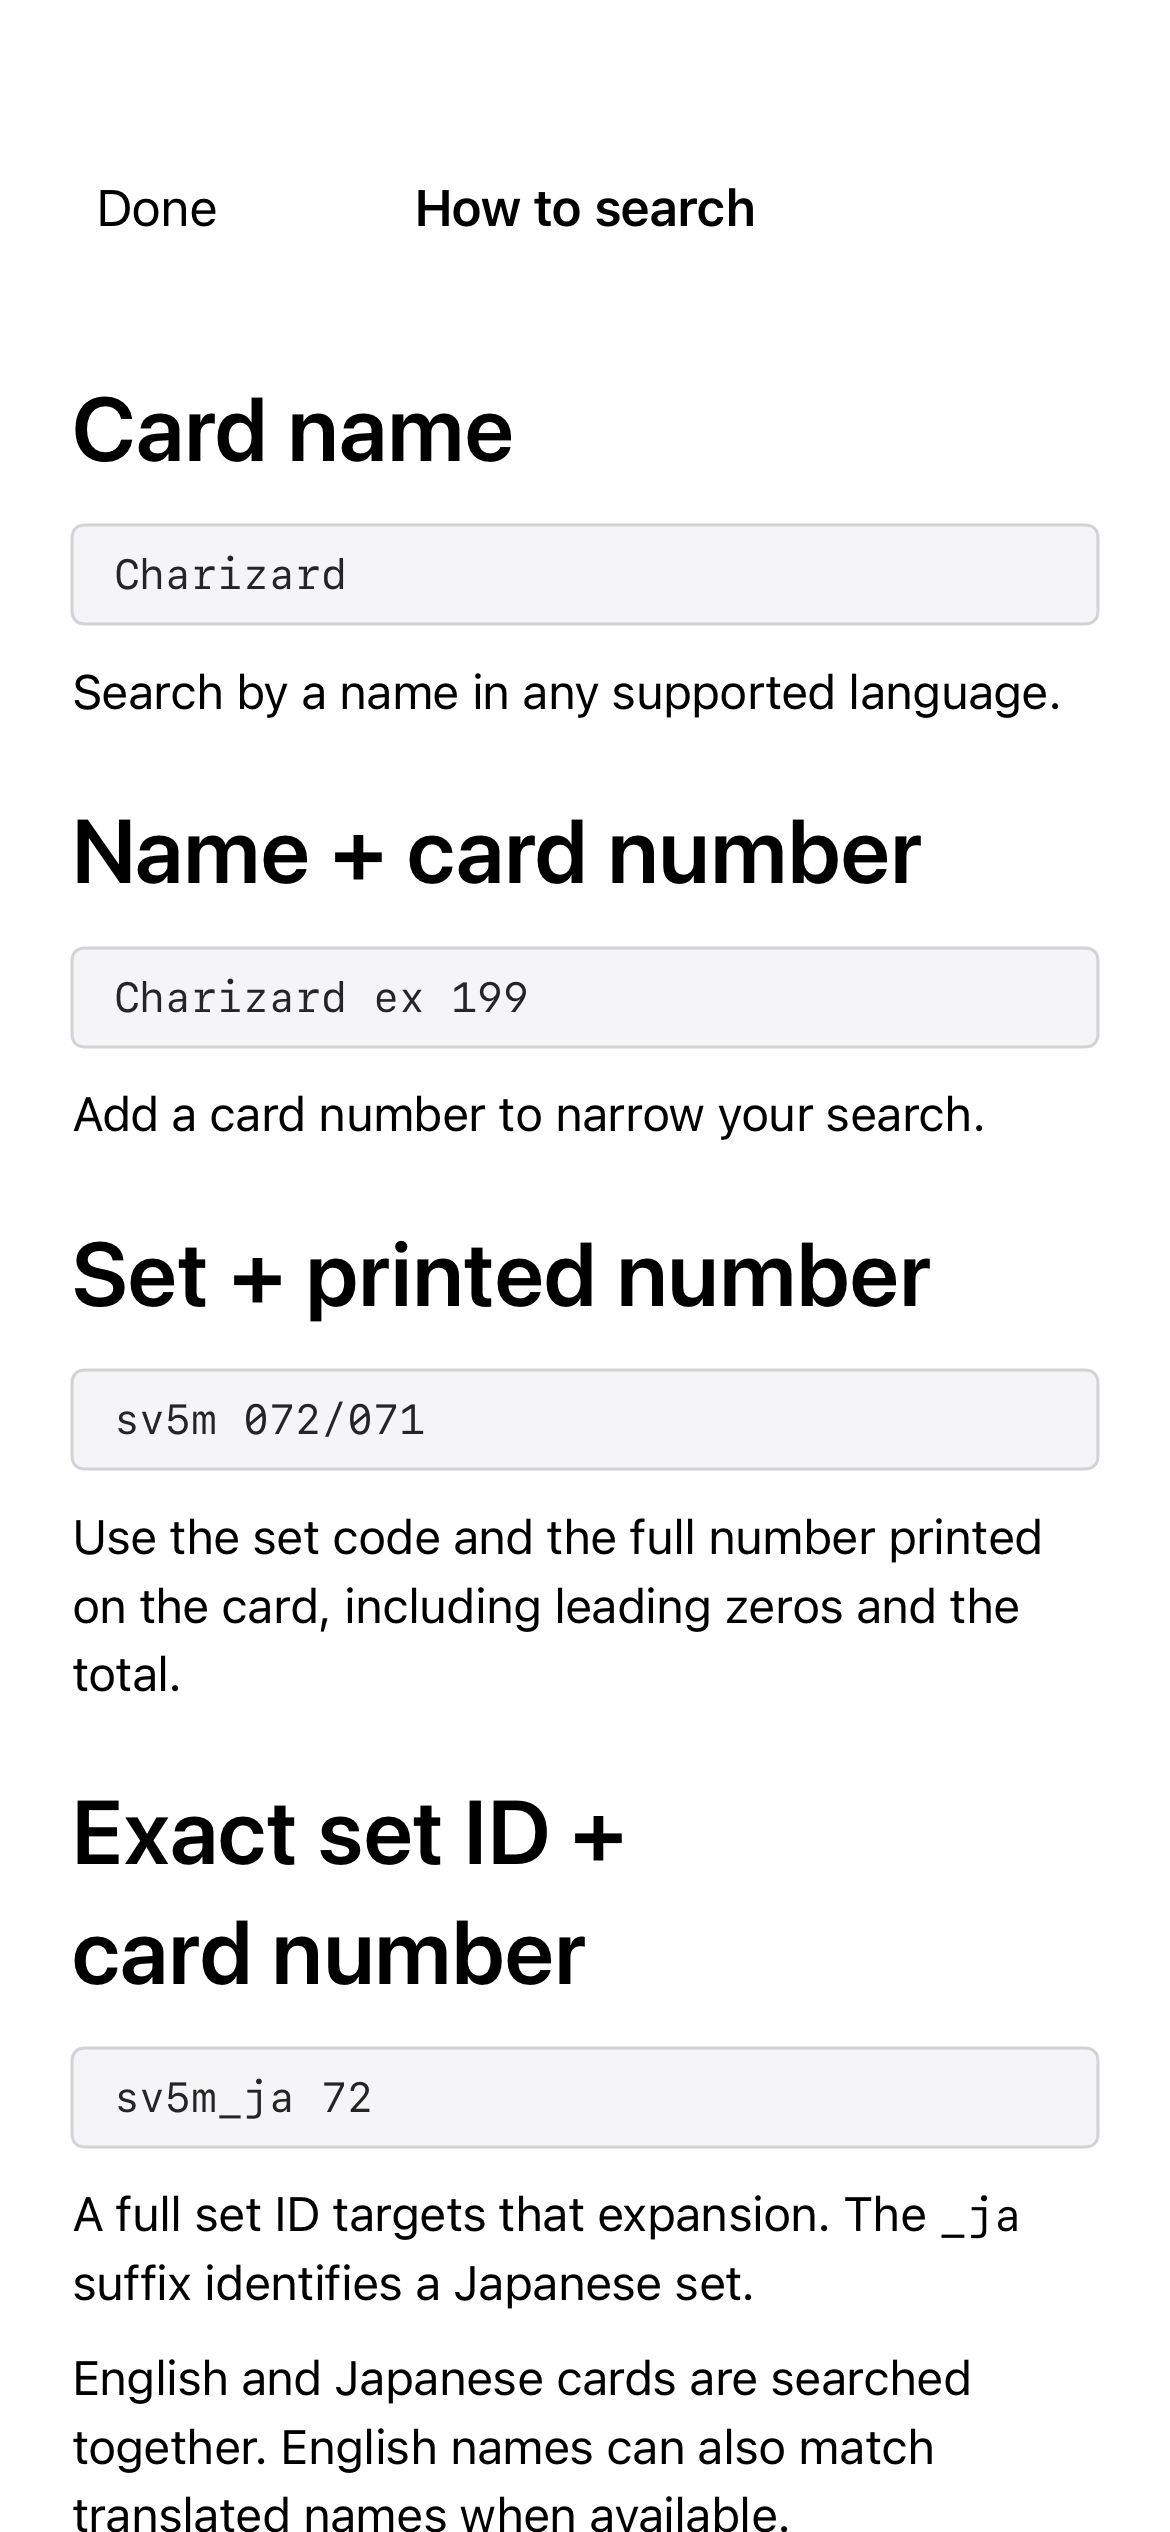 Done
How to search
Card name
Charizard
Search by a name in any supported language.
Name + card number
Charizard ex 199
Add a card number to narrow your search.
Set + printed number
sv5m 072/071
Use the set code and the full number printed
on the card, including leading zeros and the
total.
Exact set ID +
card number
sv5m_ja 72
A full set ID targets that expansion. The _ja
suffix identifies a Japanese set.
English and Japanese cards are searched
together. English names can also match
translated names when available.